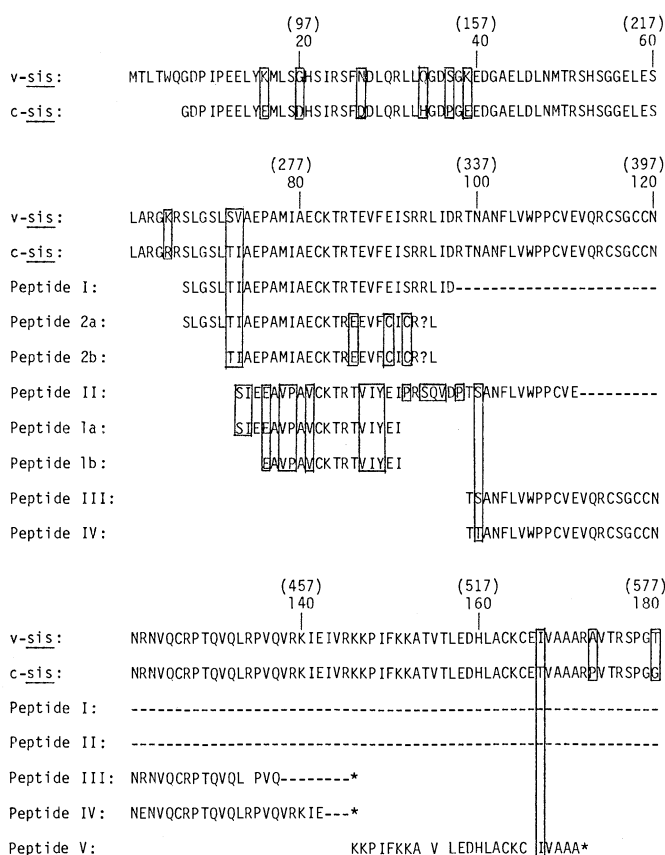 (97) (157) (217)
20 40 60
v-sis: MTLTWQGDPIPEELYKMLSGHSIRSFNDLQRLLQGDSGKEDGAELDLNMTRSHSGGELES
c-sis: GDPIPEELYEMLSDHSIRSFDDLQRLLHGDPGEEDGAELDLNMTRSHSGGELES
(277) (337) (397)
80 100 120
v-sis: LARGKRSLGSLSVAEPAMIAECKTRTEVFEISRRLIDRTNANFLVWPPCVEVQRCSGCCN
c-sis: LARGRRSLGSLTIAEPAMIAECKTRTEVFEISRRLIDRTNANFLVWPPCVEVQRCSGCCN
Peptide I: SLGSLTIAEPAMIAECKTRTEVFEISRRLID-----------------------
Peptide 2a: SLGSLTIAEPAMIAECKTREEVFCICR?L
Peptide 2b: TIAEPAMIAECKTREEVFCICR?L
Peptide II: SIEEAVPAVCKTRTVIYEIPRSQVDPTSANFLVWPPCVE---------
Peptide 1a: SIEEAVPAVCKTRTVIYEI
Peptide 1b: EAVPAVCKTRTVIYEI
Peptide III: TSANFLVWPPCVEVQRCSGCCN
Peptide IV: TIANFLVWPPCVEVQRCSGCCN
(457) (517) (577)
140 160 180
v-sis: NRNVQCRPTQVQLRPVQVRKIEIVRKKPIFKKATVTLEDHLACKCEIVAAARAVTRSPGT
c-sis: NRNVQCRPTQVQLRPVQVRKIEIVRKKPIFKKATVTLEDHLACKCETVAAARPVTRSPGG
Peptide I: ------------------------------------------------------------
Peptide II: ------------------------------------------------------------
Peptide III: NRNVQCRPTQVQL PVQ--------*
Peptide IV: NENVQCRPTQVQLRPVQVRKIE---*
Peptide V: KKPIFKKA V LEDHLACKC IVAAA*